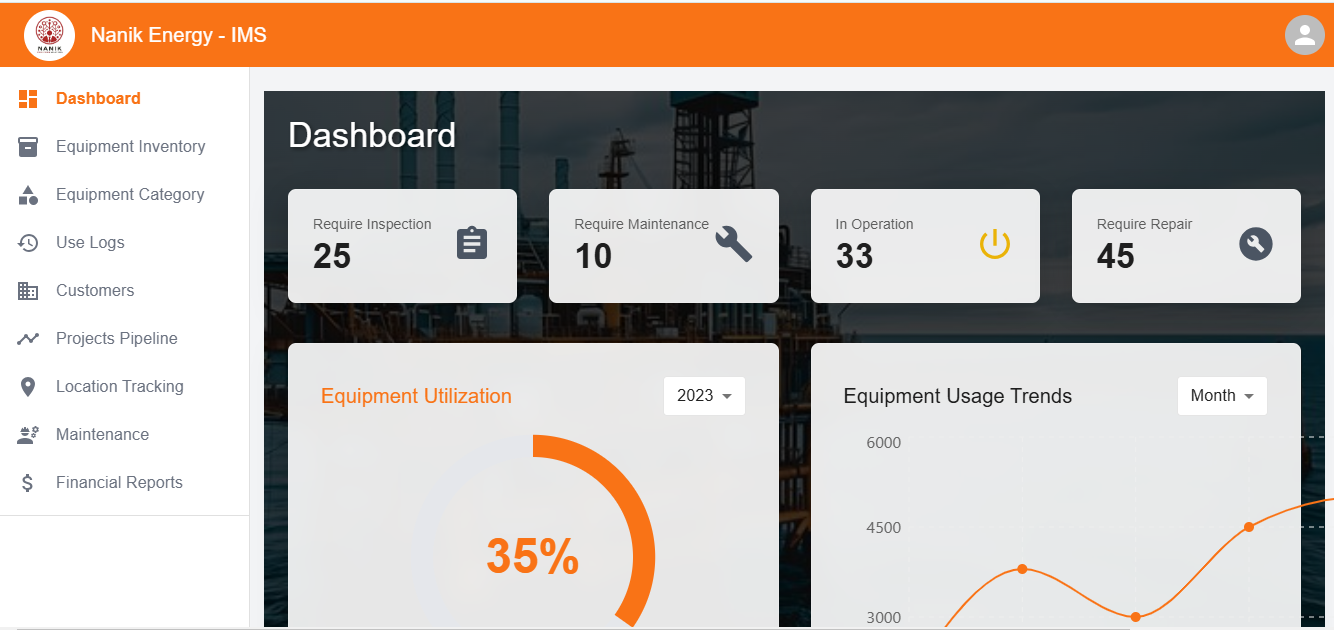 NANIK
Nanik Energy - IMS
Dashboard
Equipment Inventory
Equipment Category
Use Logs
Customers
Projects Pipeline
Location Tracking
Maintenance
Financial Reports
Dashboard
Require Inspection
25
Require Maintenance
10
In Operation
33
Require Repair
45
Equipment Utilization
2023
35%
Equipment Usage Trends
Month
6000
4500
3000